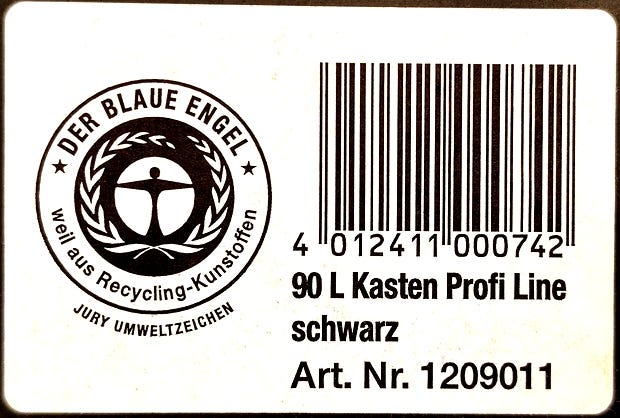 ★ DER BLAUE ENGEL ★
weil aus Recycling-Kunstoffen
JURY UMWELTZEICHEN
4 012411 000742
90 L Kasten Profi Line
schwarz
Art. Nr. 1209011